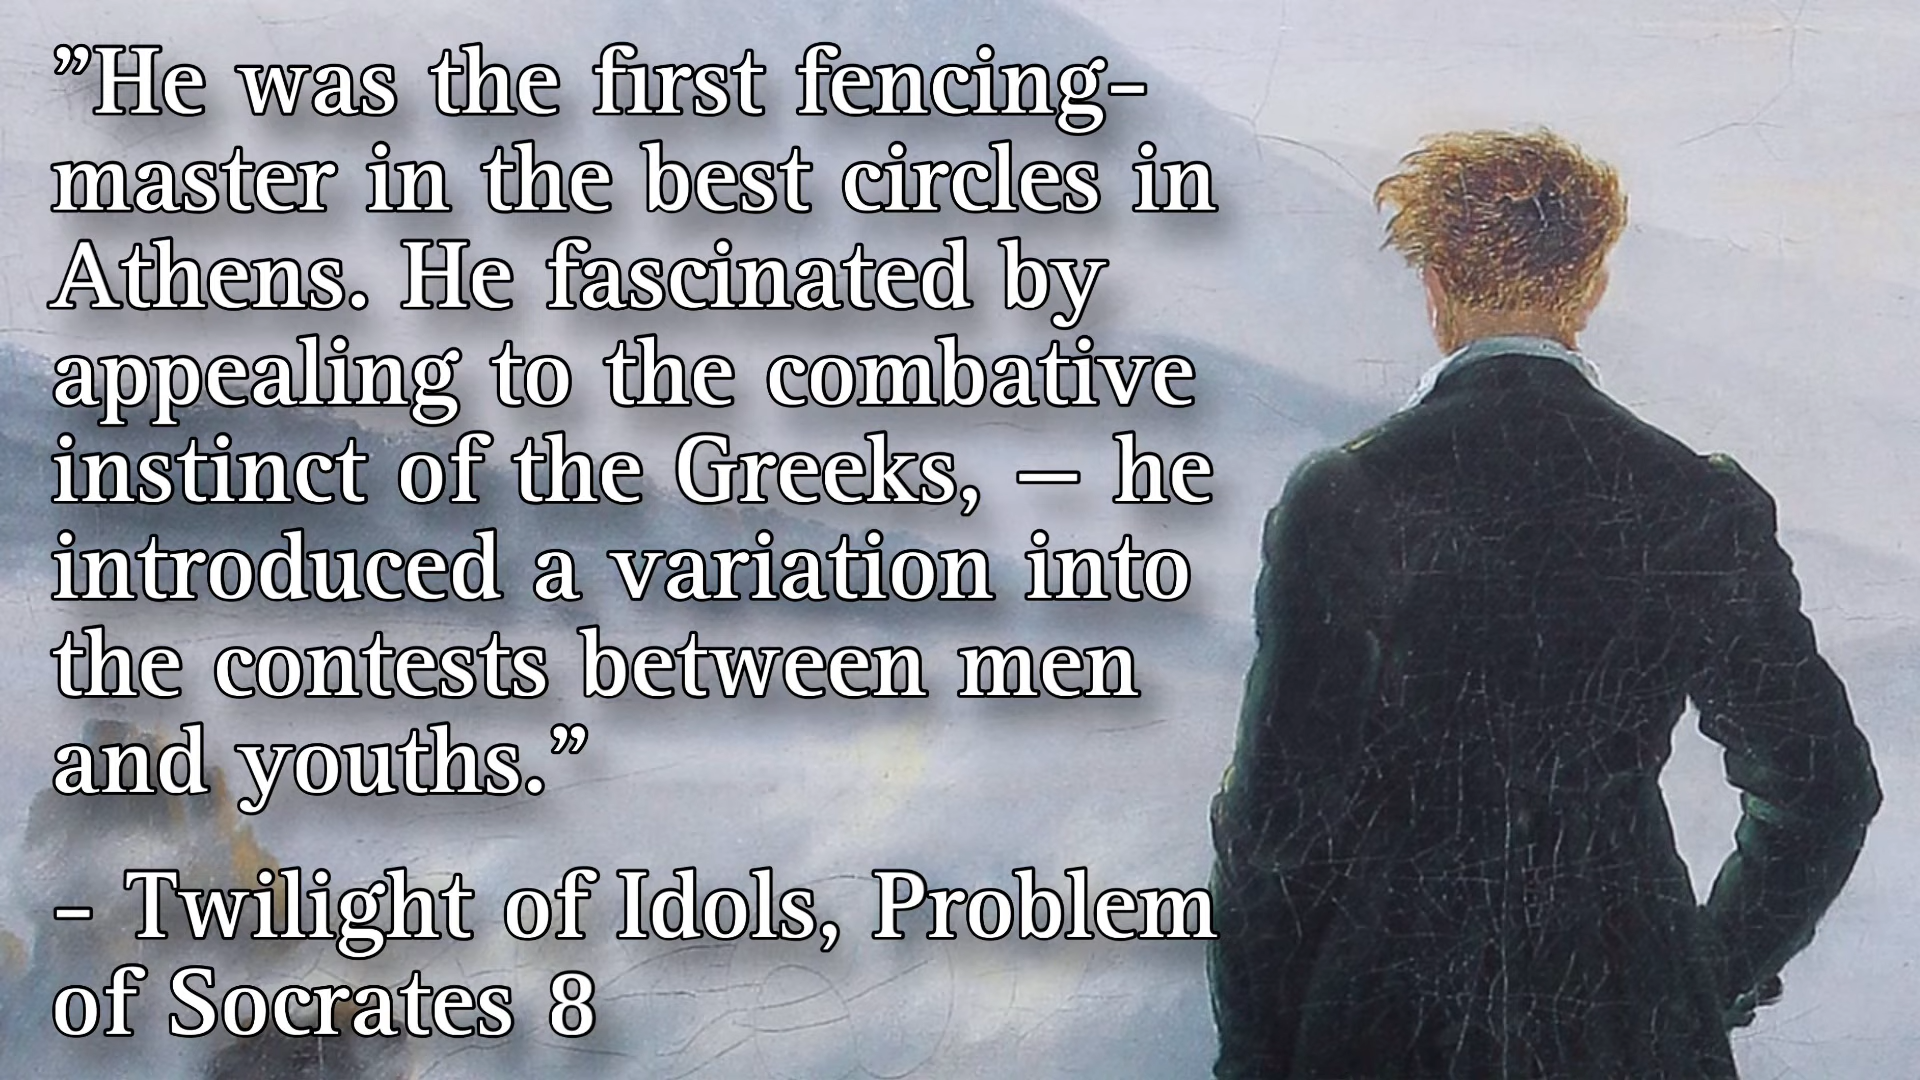 ”He was the first fencing-
master in the best circles in
Athens. He fascinated by
appealing to the combative
instinct of the Greeks, — he
introduced a variation into
the contests between men
and youths.”
- Twilight of Idols, Problem
of Socrates 8